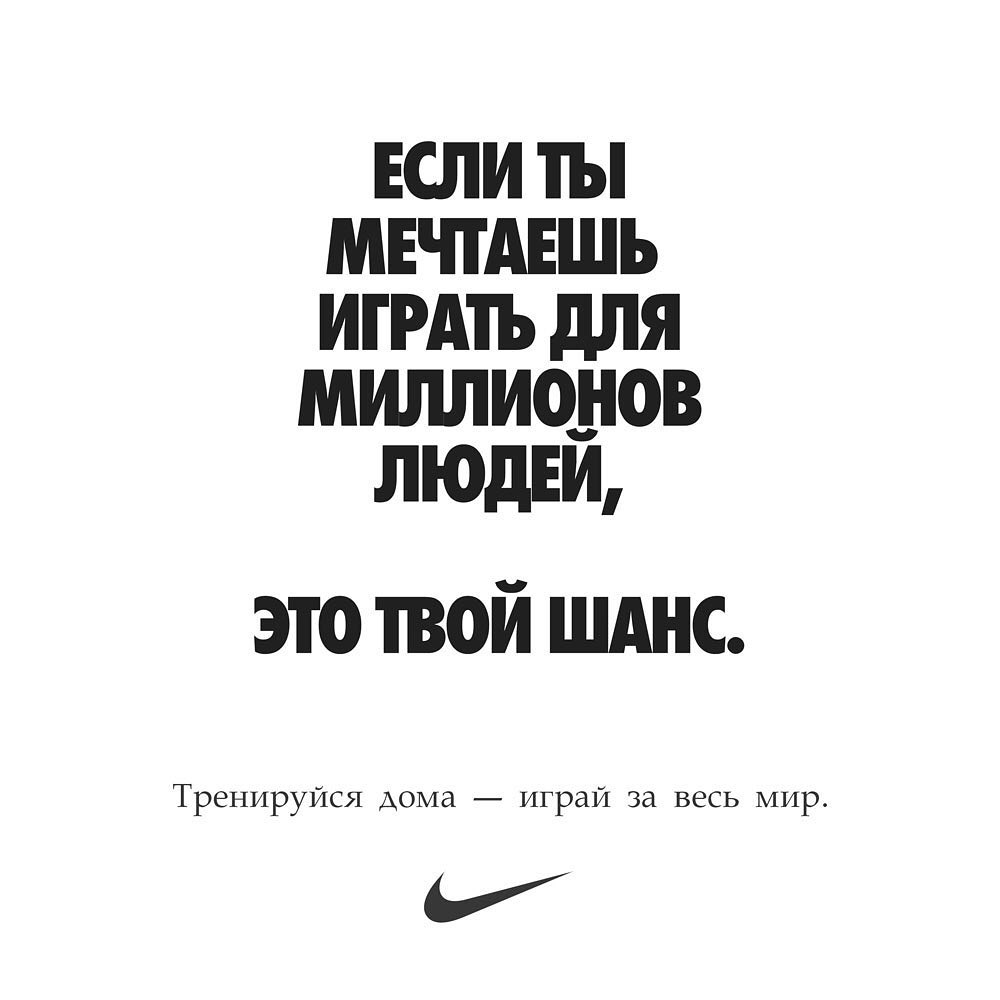 ЕСЛИ ТЫ
МЕЧТАЕШЬ
ИГРАТЬ ДЛЯ
МИЛЛИОНОВ
ЛЮДЕЙ,
ЭТО ТВОЙ ШАНС.
Тренируйся дома — играй за весь мир.